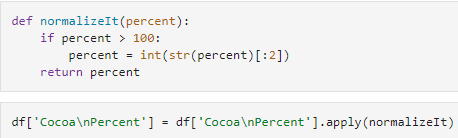 def normalizeIt(percent):
    if percent > 100:
        percent = int(str(percent)[:2])
    return percent
df['Cocoa\nPercent'] = df['Cocoa\nPercent'].apply(normalizeIt)